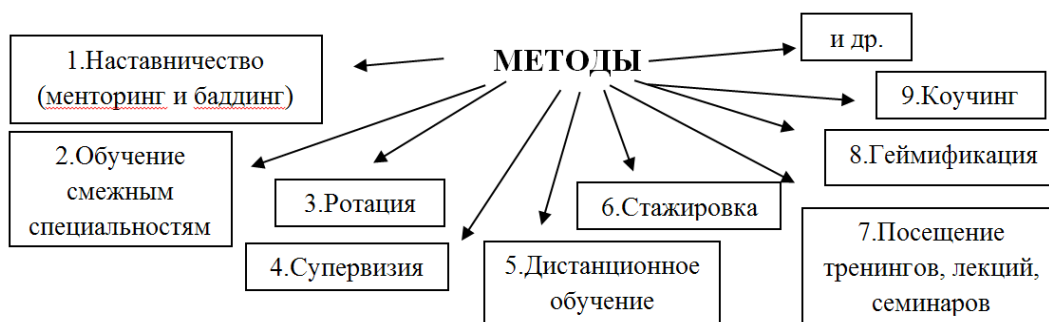 МЕТОДЫ
1.Наставничество
(менторинг и баддинг)
2.Обучение
смежным
специальностям
3.Ротация
4.Супервизия
5.Дистанционное
обучение
6.Стажировка
7.Посещение
тренингов, лекций,
семинаров
8.Геймификация
9.Коучинг
и др.